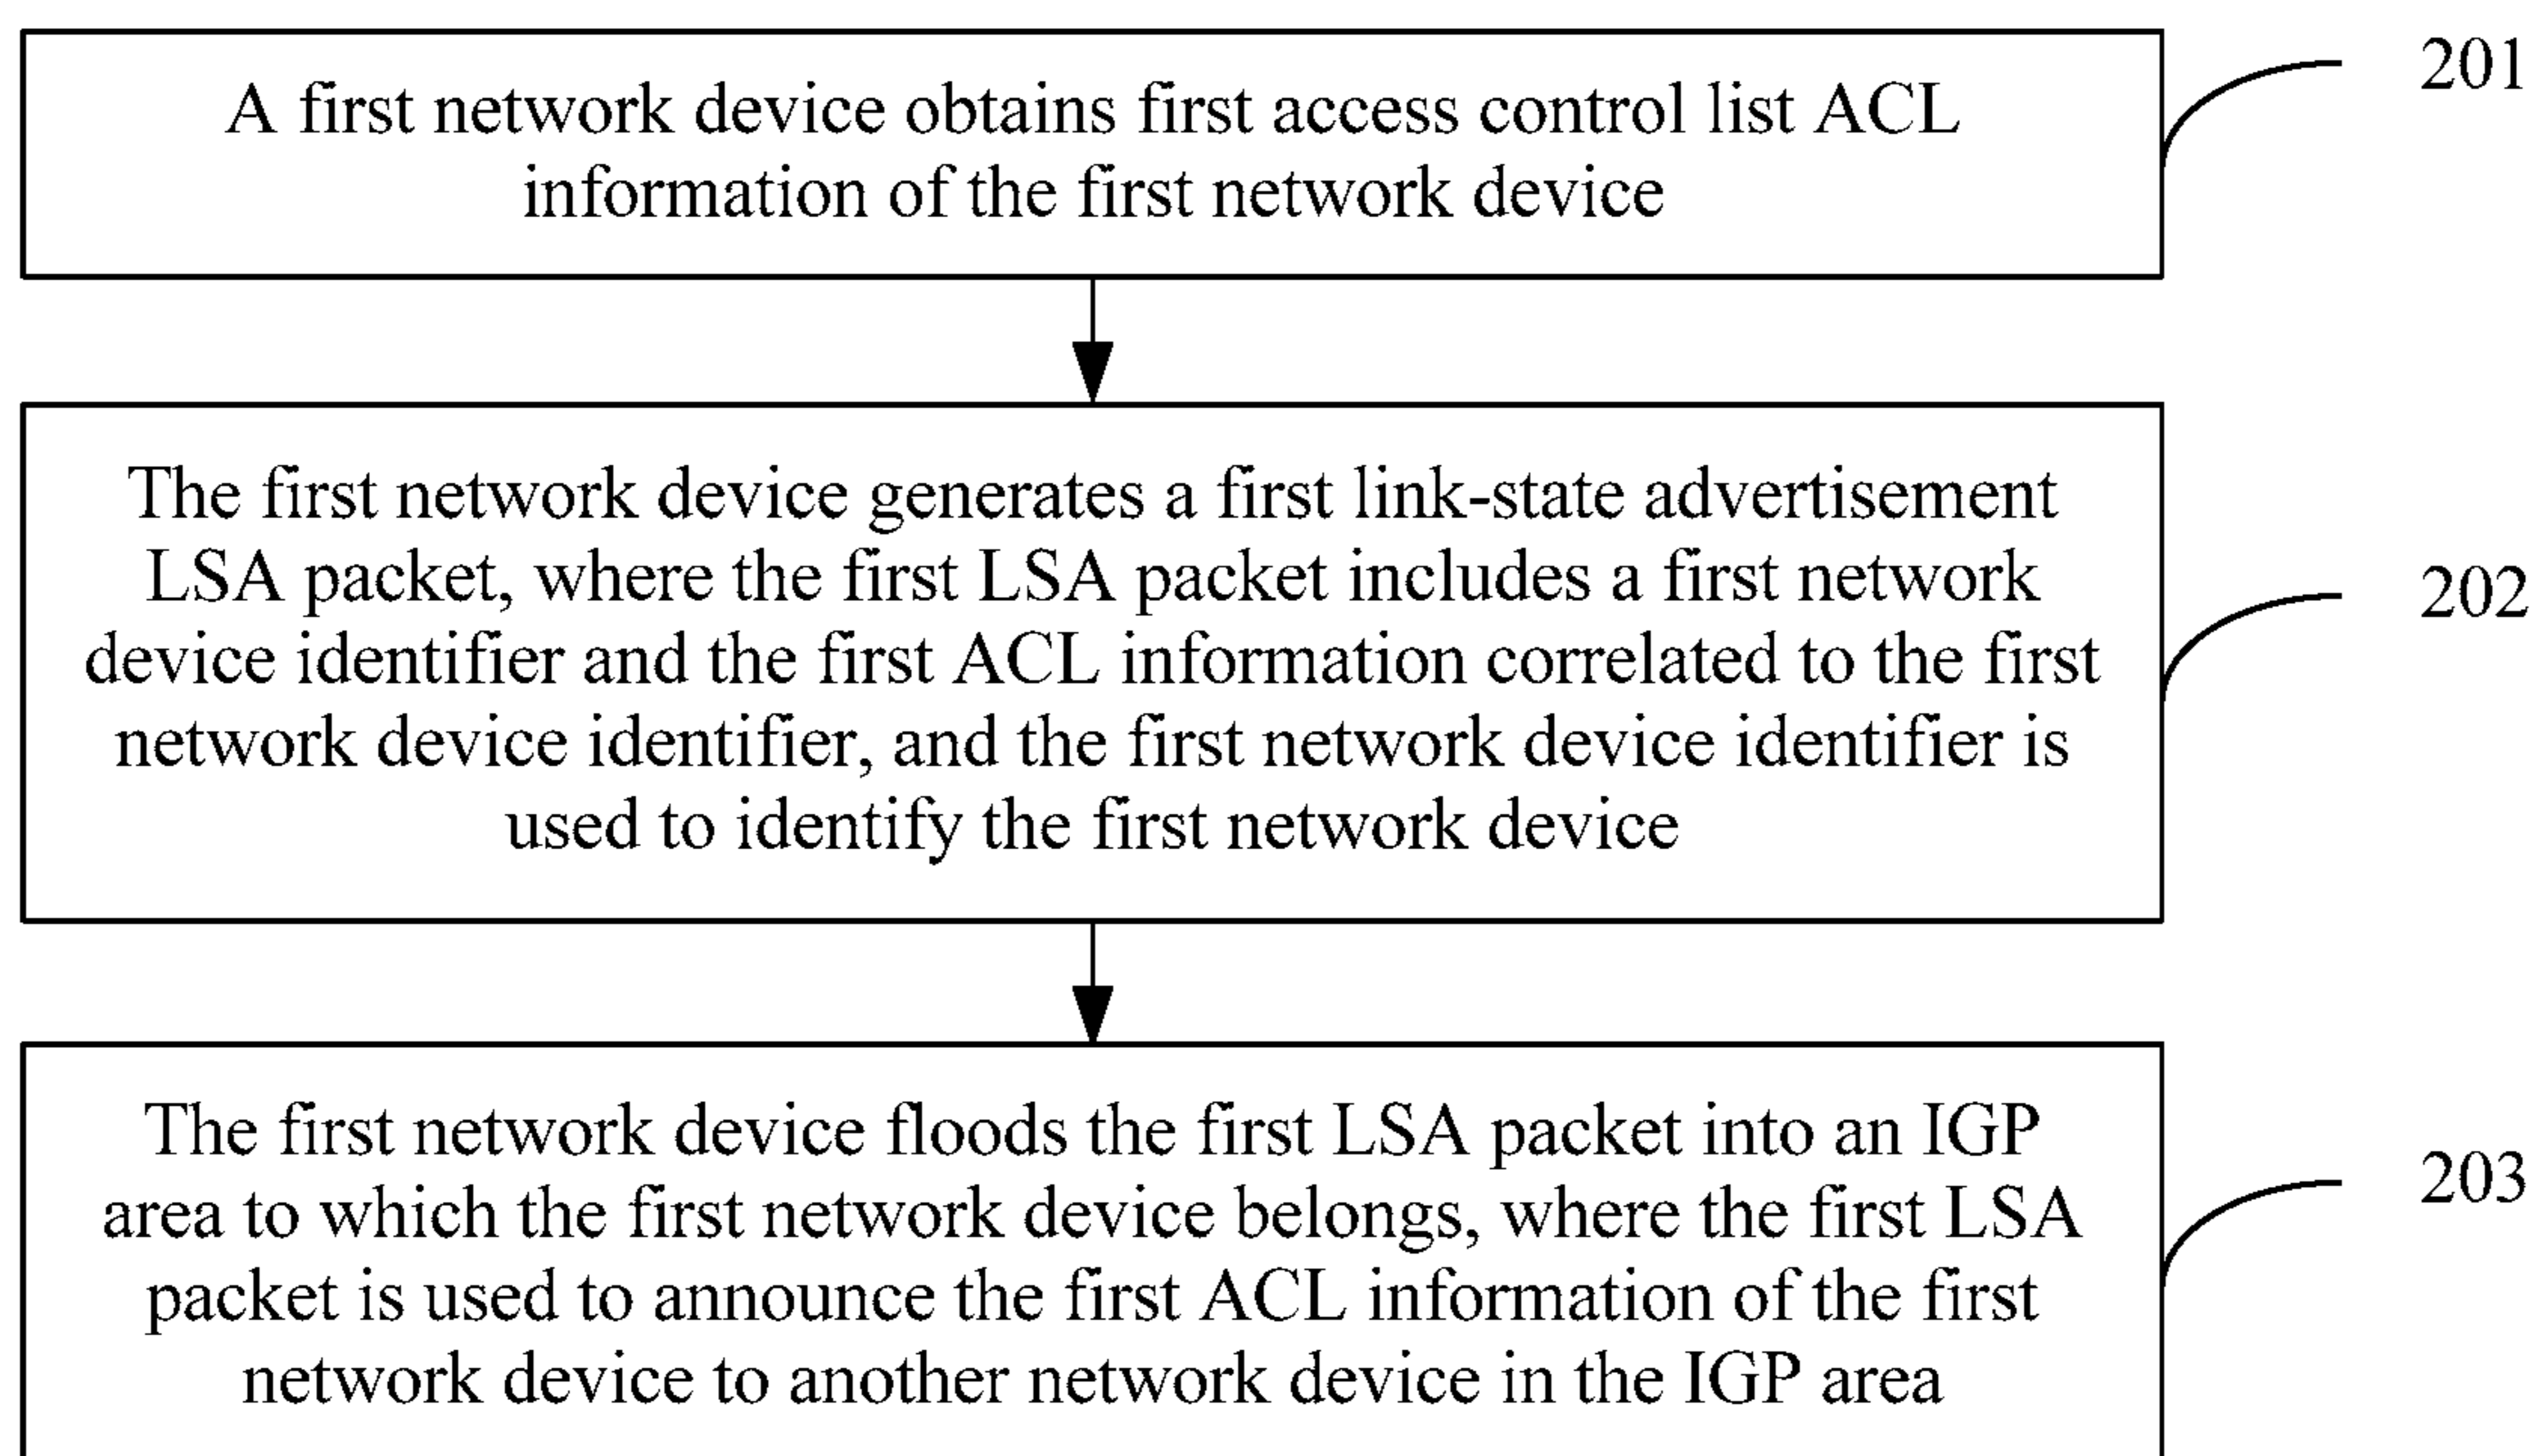 A first network device obtains first access control list ACL
information of the first network device
201
The first network device generates a first link-state advertisement
LSA packet, where the first LSA packet includes a first network
device identifier and the first ACL information correlated to the first
network device identifier, and the first network device identifier is
used to identify the first network device
202
The first network device floods the first LSA packet into an IGP
area to which the first network device belongs, where the first LSA
packet is used to announce the first ACL information of the first
network device to another network device in the IGP area
203